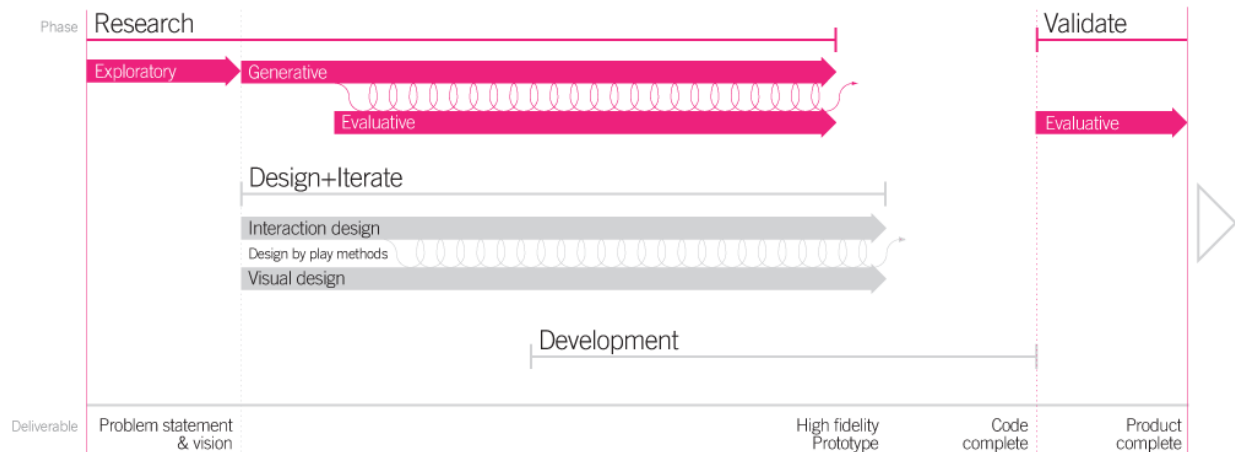 Phase
Research
Validate
Exploratory
Generative
Evaluative
Evaluative
Design+Iterate
Interaction design
Design by play methods
Visual design
Development
Deliverable
Problem statement
& vision
High fidelity
Prototype
Code
complete
Product
complete